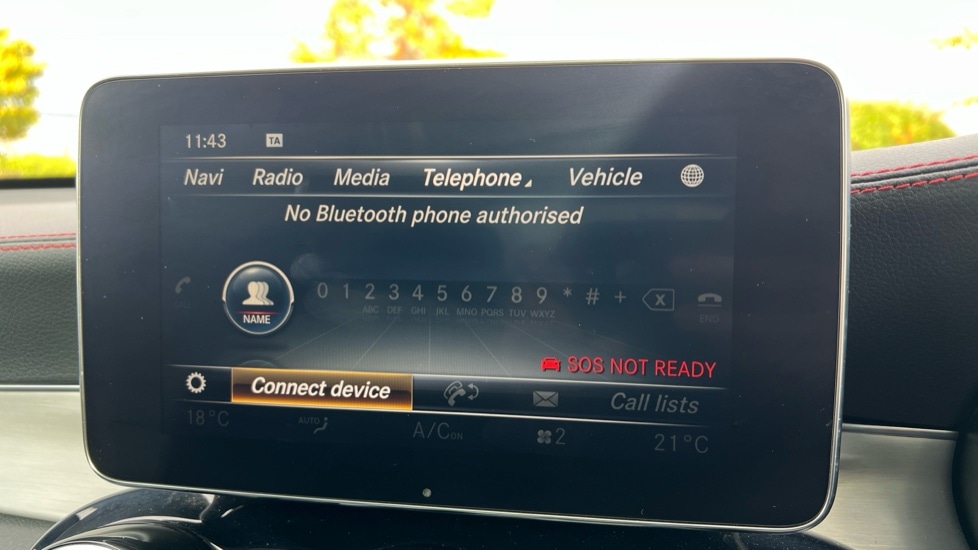 11:43 TA
Navi Radio Media Telephone Vehicle
No Bluetooth phone authorised
0 1 2 3 4 5 6 7 8 9 * # + X
ABC DEF GHI JKL MNO PQRS TUV WXYZ END
NAME
SOS NOT READY
Connect device Call lists
18°C AUTO A/C ON 2 21°C